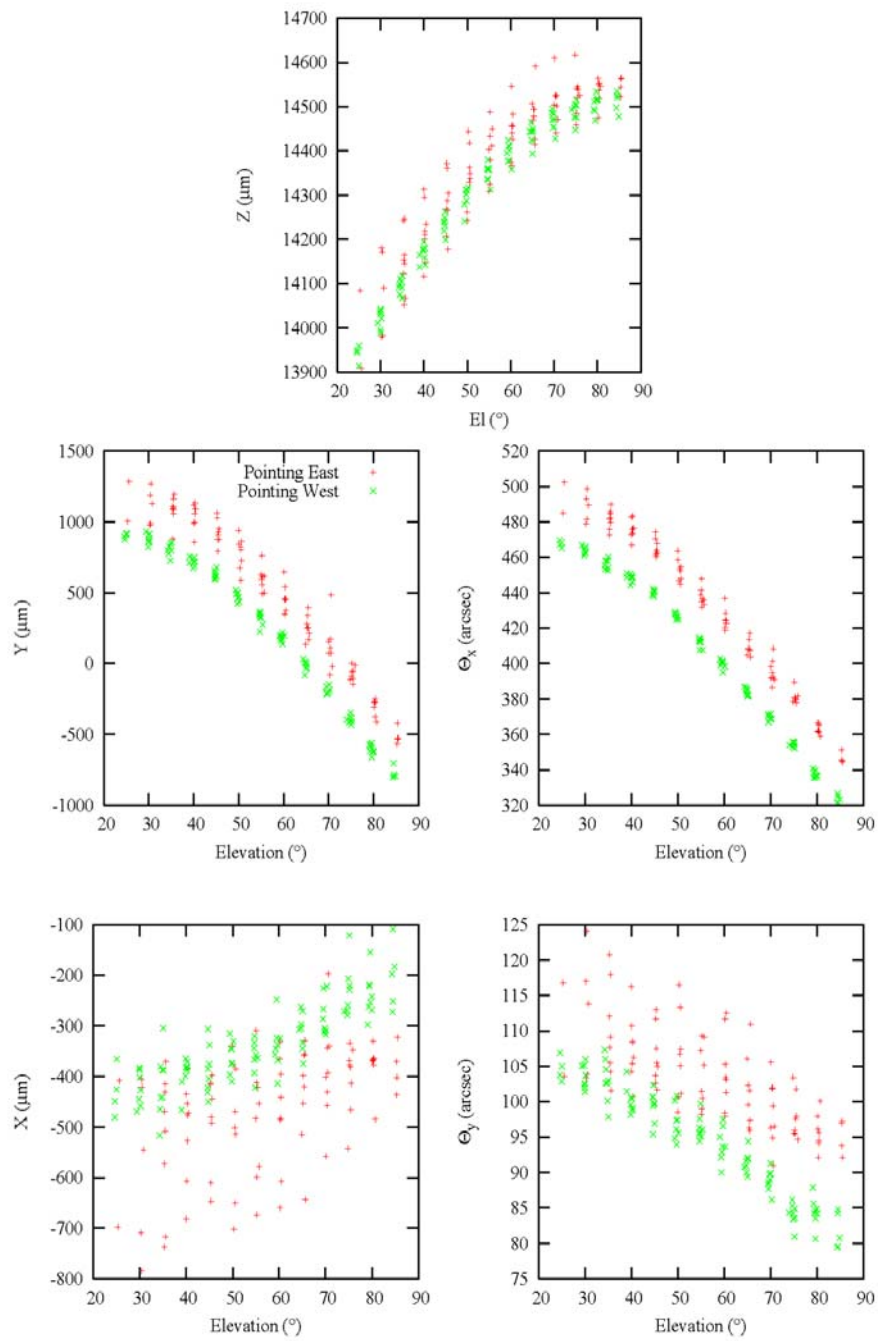 14700
14600
14500
14400
14300
14200
14100
14000
13900
Z (μm)
20 30 40 50 60 70 80 90
El (°)
1500
1000
500
0
-500
-1000
Y (μm)
Pointing East
Pointing West
20 30 40 50 60 70 80 90
Elevation (°)
520
500
480
460
440
420
400
380
360
340
320
Θx (arcsec)
20 30 40 50 60 70 80 90
Elevation (°)
-100
-200
-300
-400
-500
-600
-700
-800
X (μm)
20 30 40 50 60 70 80 90
Elevation (°)
125
120
115
110
105
100
95
90
85
80
75
Θy (arcsec)
20 30 40 50 60 70 80 90
Elevation (°)